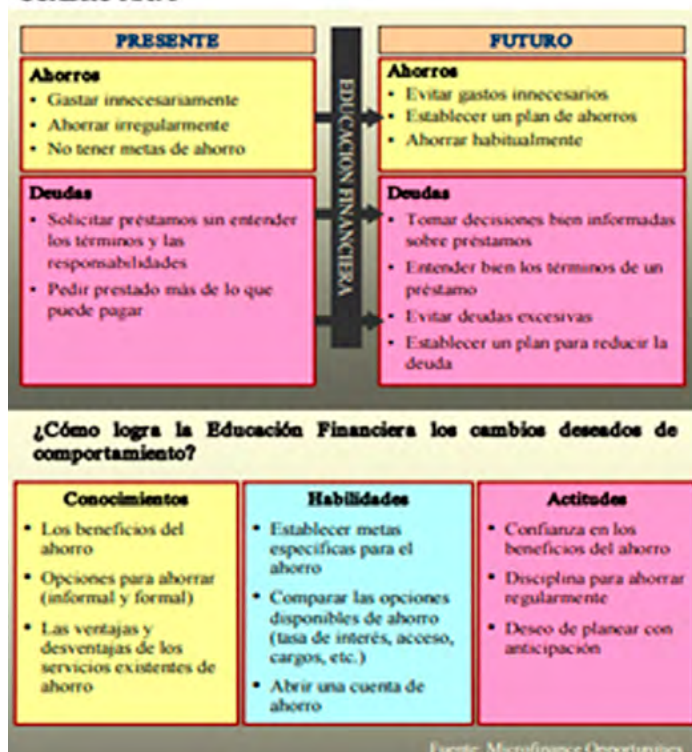 PRESENTE
Ahorros
• Gastar innecesariamente
• Ahorrar irregularmente
• No tener metas de ahorro
Deudas
• Solicitar préstamos sin entender
los términos y las
responsabilidades
• Pedir prestado más de lo que
puede pagar
EDUCACIÓN FINANCIERA
FUTURO
Ahorros
• Evitar gastos innecesarios
• Establecer un plan de ahorros
• Ahorrar habitualmente
Deudas
• Tomar decisiones bien informadas
sobre préstamos
• Entender bien los términos de un
préstamo
• Evitar deudas excesivas
• Establecer un plan para reducir la
deuda
¿Cómo logra la Educación Financiera los cambios deseados de
comportamiento?
Conocimientos
• Los beneficios del
ahorro
• Opciones para ahorrar
(informal y formal)
• Las ventajas y
desventajas de los
servicios existentes de
ahorro
Habilidades
• Establecer metas
específicas para el
ahorro
• Comparar las opciones
disponibles de ahorro
(tasa de interés, acceso,
cargos, etc.)
• Abrir una cuenta de
ahorro
Actitudes
• Confianza en los
beneficios del ahorro
• Disciplina para ahorrar
regularmente
• Deseo de planear con
anticipación
Fuente: Microfinance Opportunities